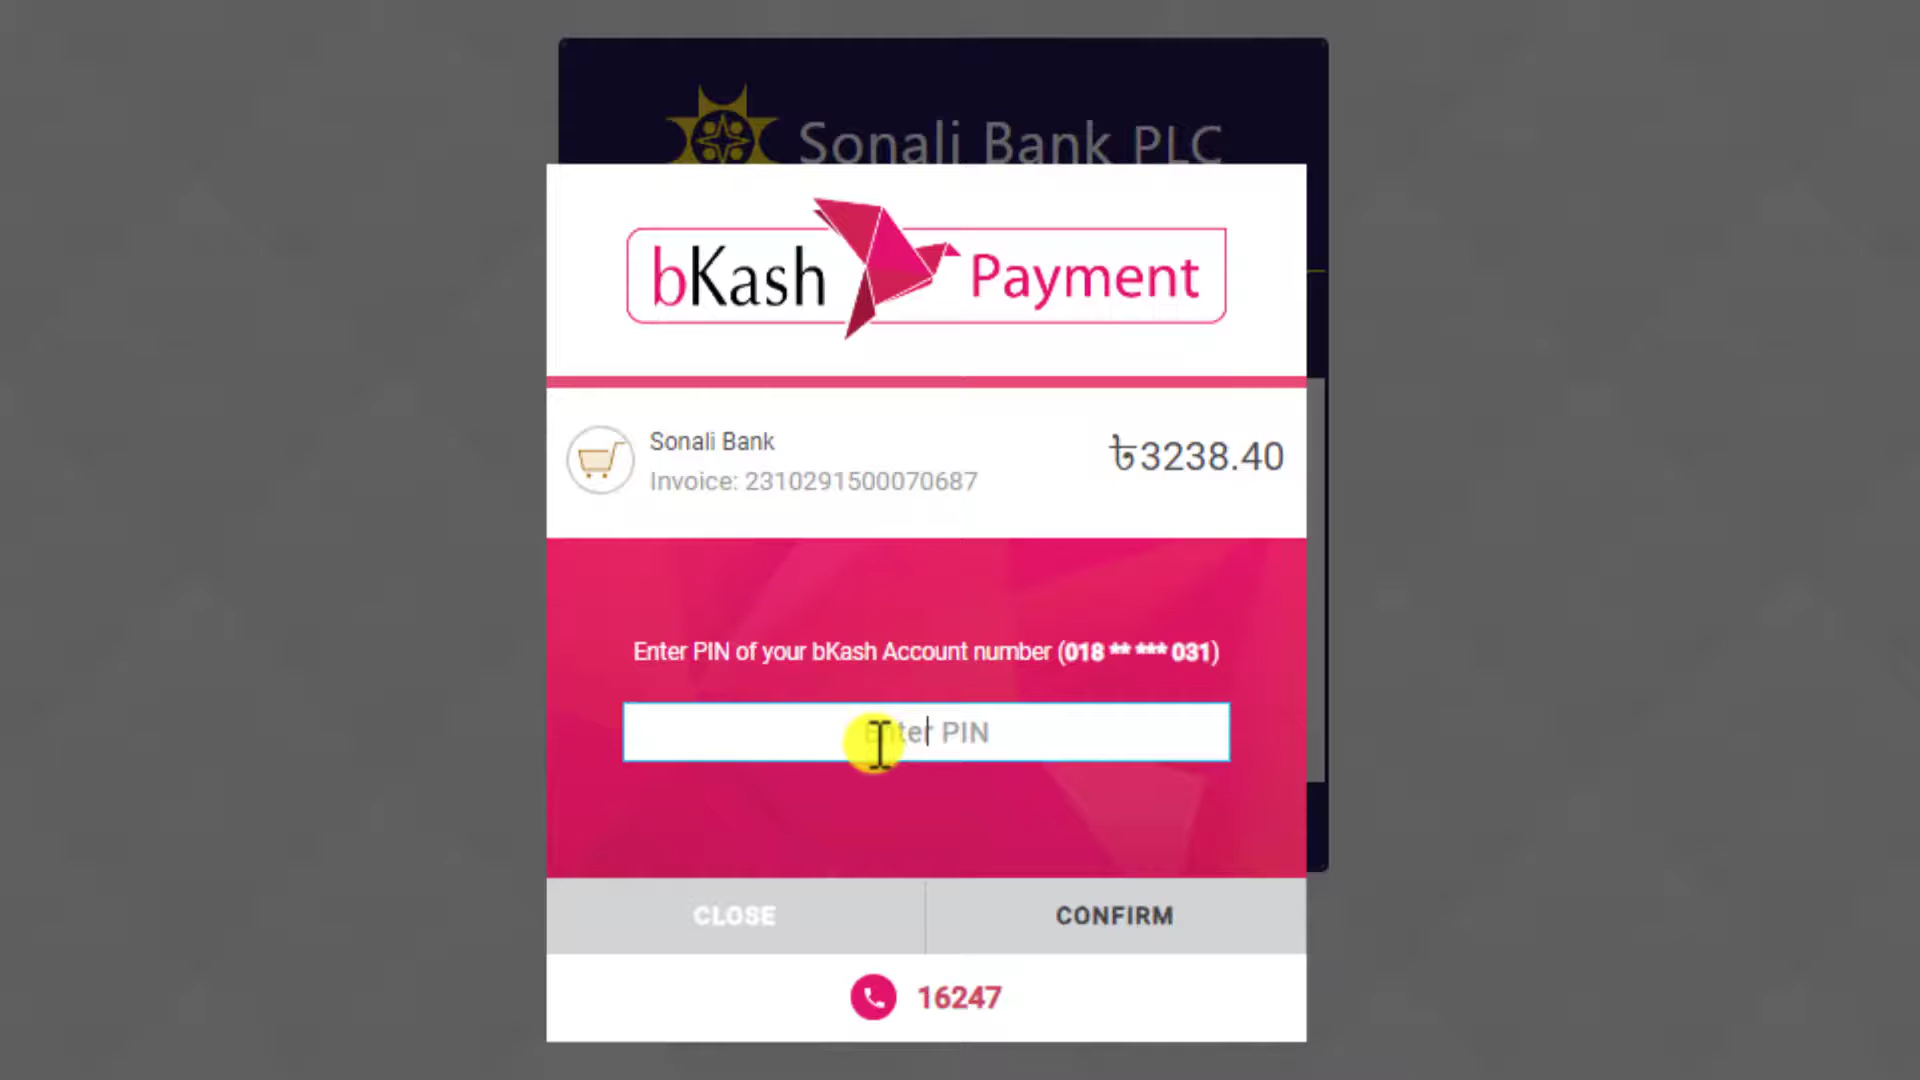 Sonali Bank PLC
bKash Payment
Sonali Bank
Invoice: 2310291500070687
৳3238.40
Enter PIN of your bKash Account number (018 ** *** 031)
Enter PIN
CLOSE
CONFIRM
16247